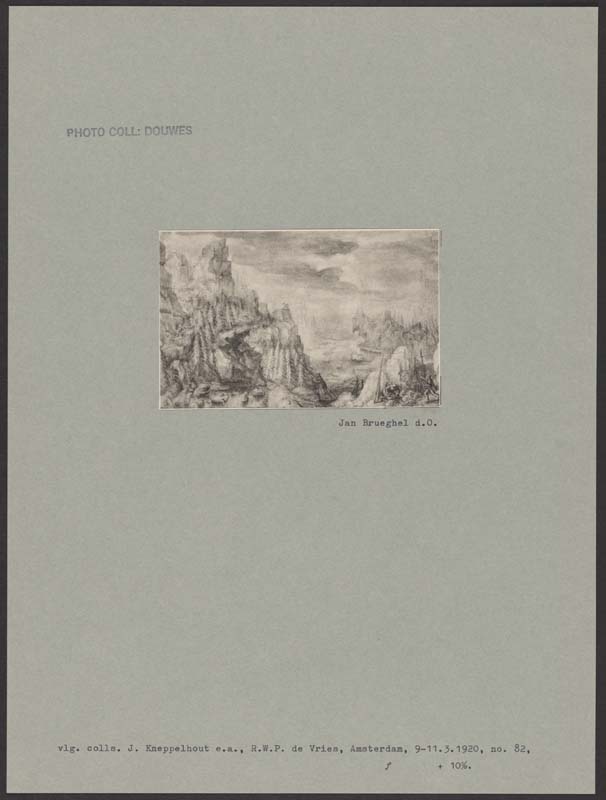 PHOTO COLL: DOUWES
Jan Brueghel d.O.
vlg. colls. J. Kneppelhout e.a., R.W.P. de Vries, Amsterdam, 9-11.3.1920, no. 82,
f + 10%.